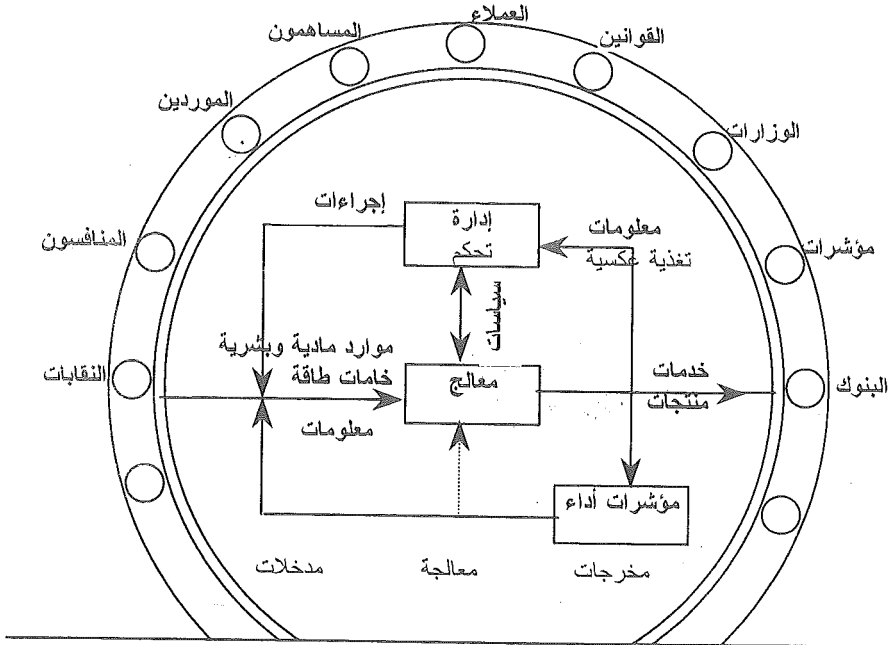 العملاء
القوانين
المساهمون
الموردين
الوزارات
المنافسون
مؤشرات
النقابات
البنوك
إجراءات
إدارة
تحكم
معلومات
تغذية عكسية
سياسات
موارد مادية وبشرية
خامات طاقة
معلومات
معالج
خدمات
منتجات
مؤشرات أداء
مدخلات
معالجة
مخرجات